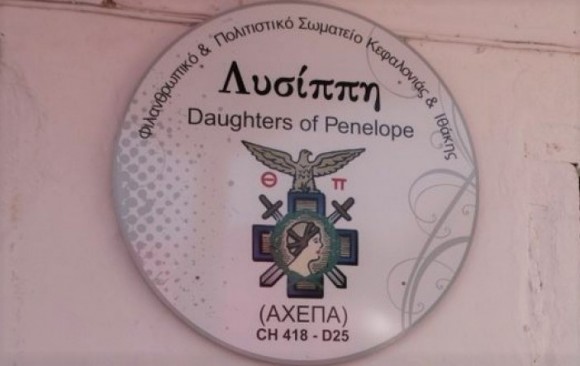 Φιλανθρωπικό & Πολιτιστικό Σωματείο Κεφαλονιάς & Ιθάκης
Λυσίππη
Daughters of Penelope
Θ π
(ΑΧΕΠΑ)
CH 418 - D25